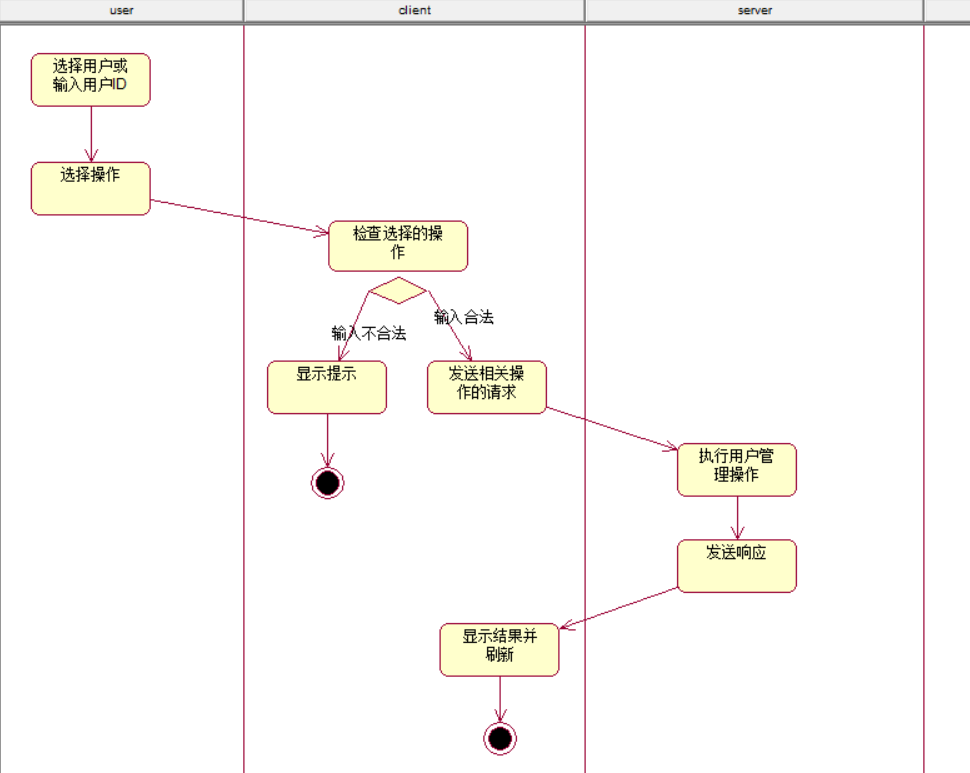 user
client
server
选择用户或
输入用户ID
选择操作
检查选择的操
作
输入合法
输入不合法
显示提示
发送相关操
作的请求
执行用户管
理操作
发送响应
显示结果并
刷新